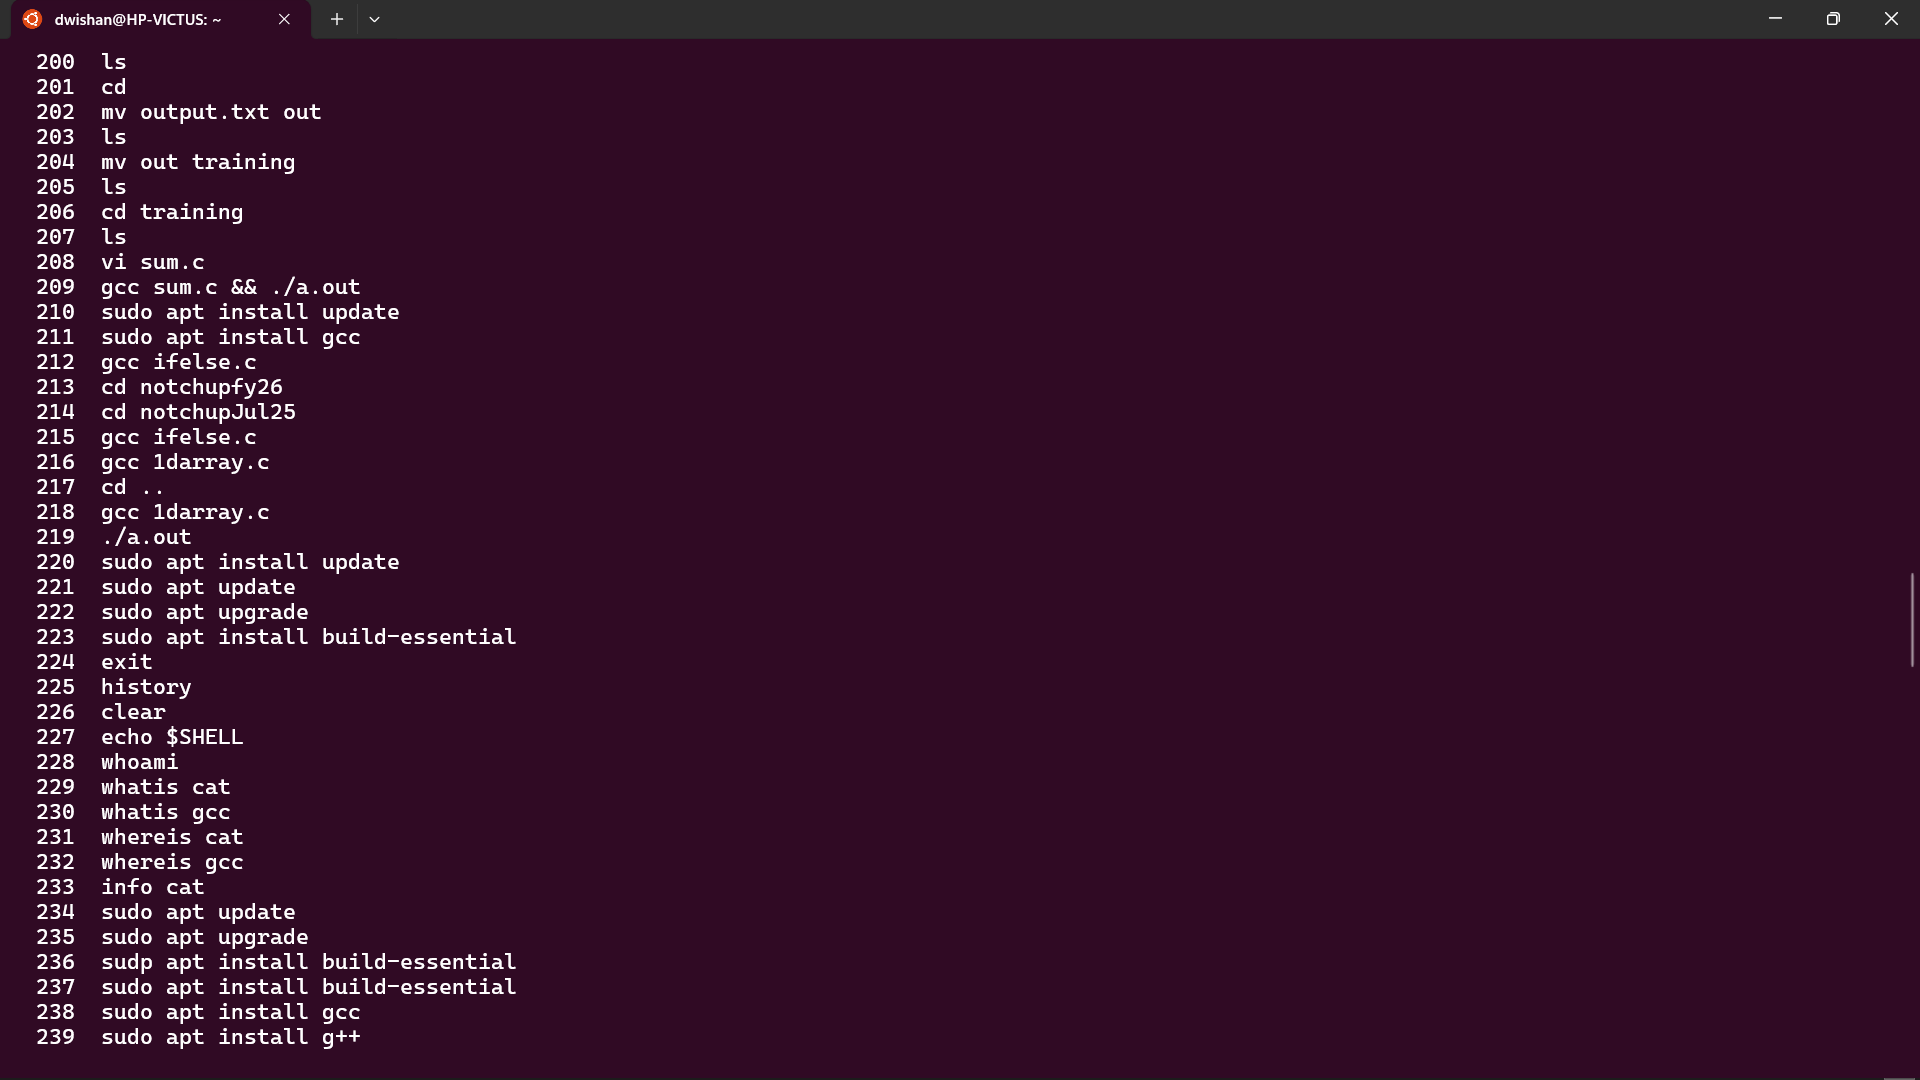 dwishan@HP-VICTUS: ~
200 ls
201 cd
202 mv output.txt out
203 ls
204 mv out training
205 ls
206 cd training
207 ls
208 vi sum.c
209 gcc sum.c && ./a.out
210 sudo apt install update
211 sudo apt install gcc
212 gcc ifelse.c
213 cd notchupfy26
214 cd notchupJul25
215 gcc ifelse.c
216 gcc 1darray.c
217 cd ..
218 gcc 1darray.c
219 ./a.out
220 sudo apt install update
221 sudo apt update
222 sudo apt upgrade
223 sudo apt install build-essential
224 exit
225 history
226 clear
227 echo $SHELL
228 whoami
229 whatis cat
230 whatis gcc
231 whereis cat
232 whereis gcc
233 info cat
234 sudo apt update
235 sudo apt upgrade
236 sudp apt install build-essential
237 sudo apt install build-essential
238 sudo apt install gcc
239 sudo apt install g++